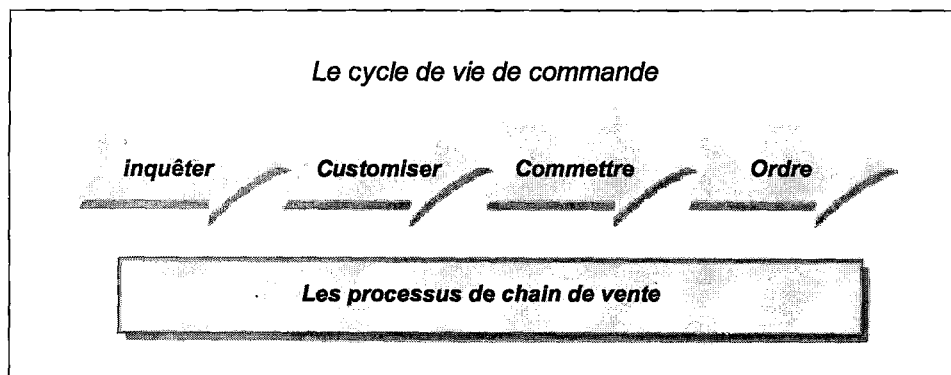 Le cycle de vie de commande
inquêter Customiser Commettre Ordre
Les processus de chain de vente